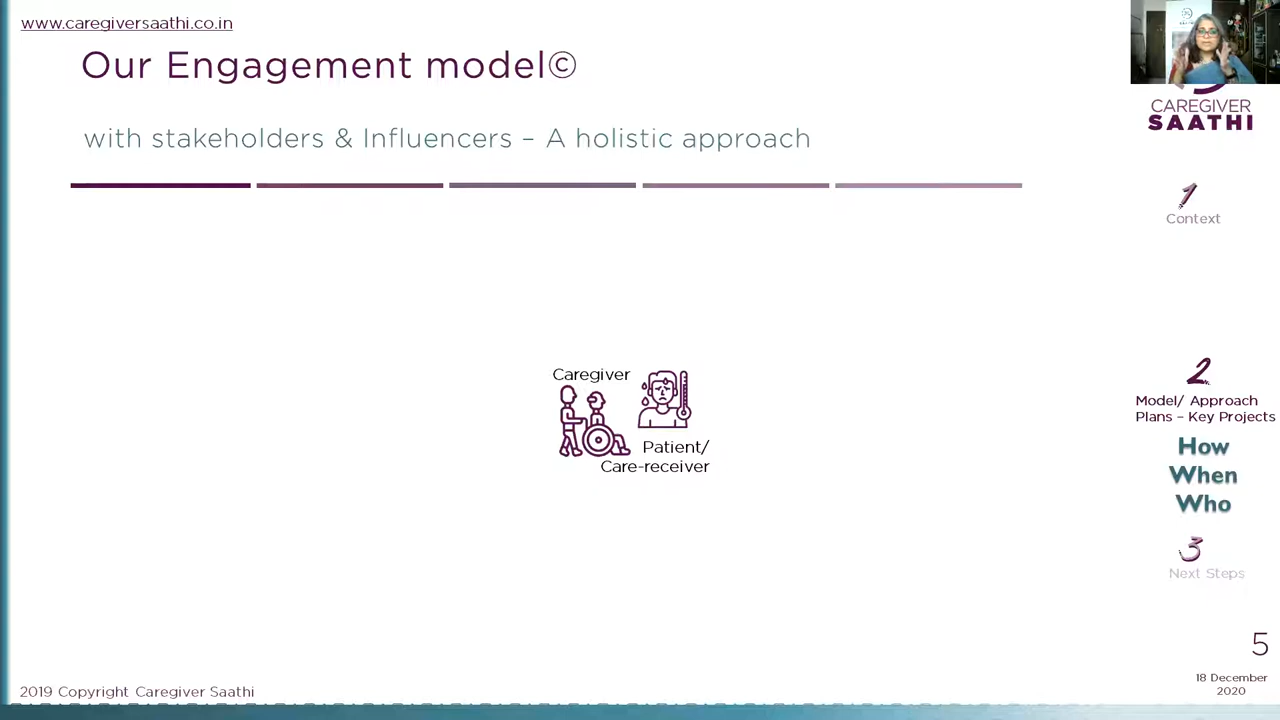 www.caregiversaathi.co.in
Our Engagement model©
with stakeholders & Influencers – A holistic approach
CAREGIVER
SAATHI
1
Context
Caregiver
Patient/
Care-receiver
2
Model/ Approach
Plans – Key Projects
How
When
Who
3
Next Steps
5
18 December
2020
2019 Copyright Caregiver Saathi